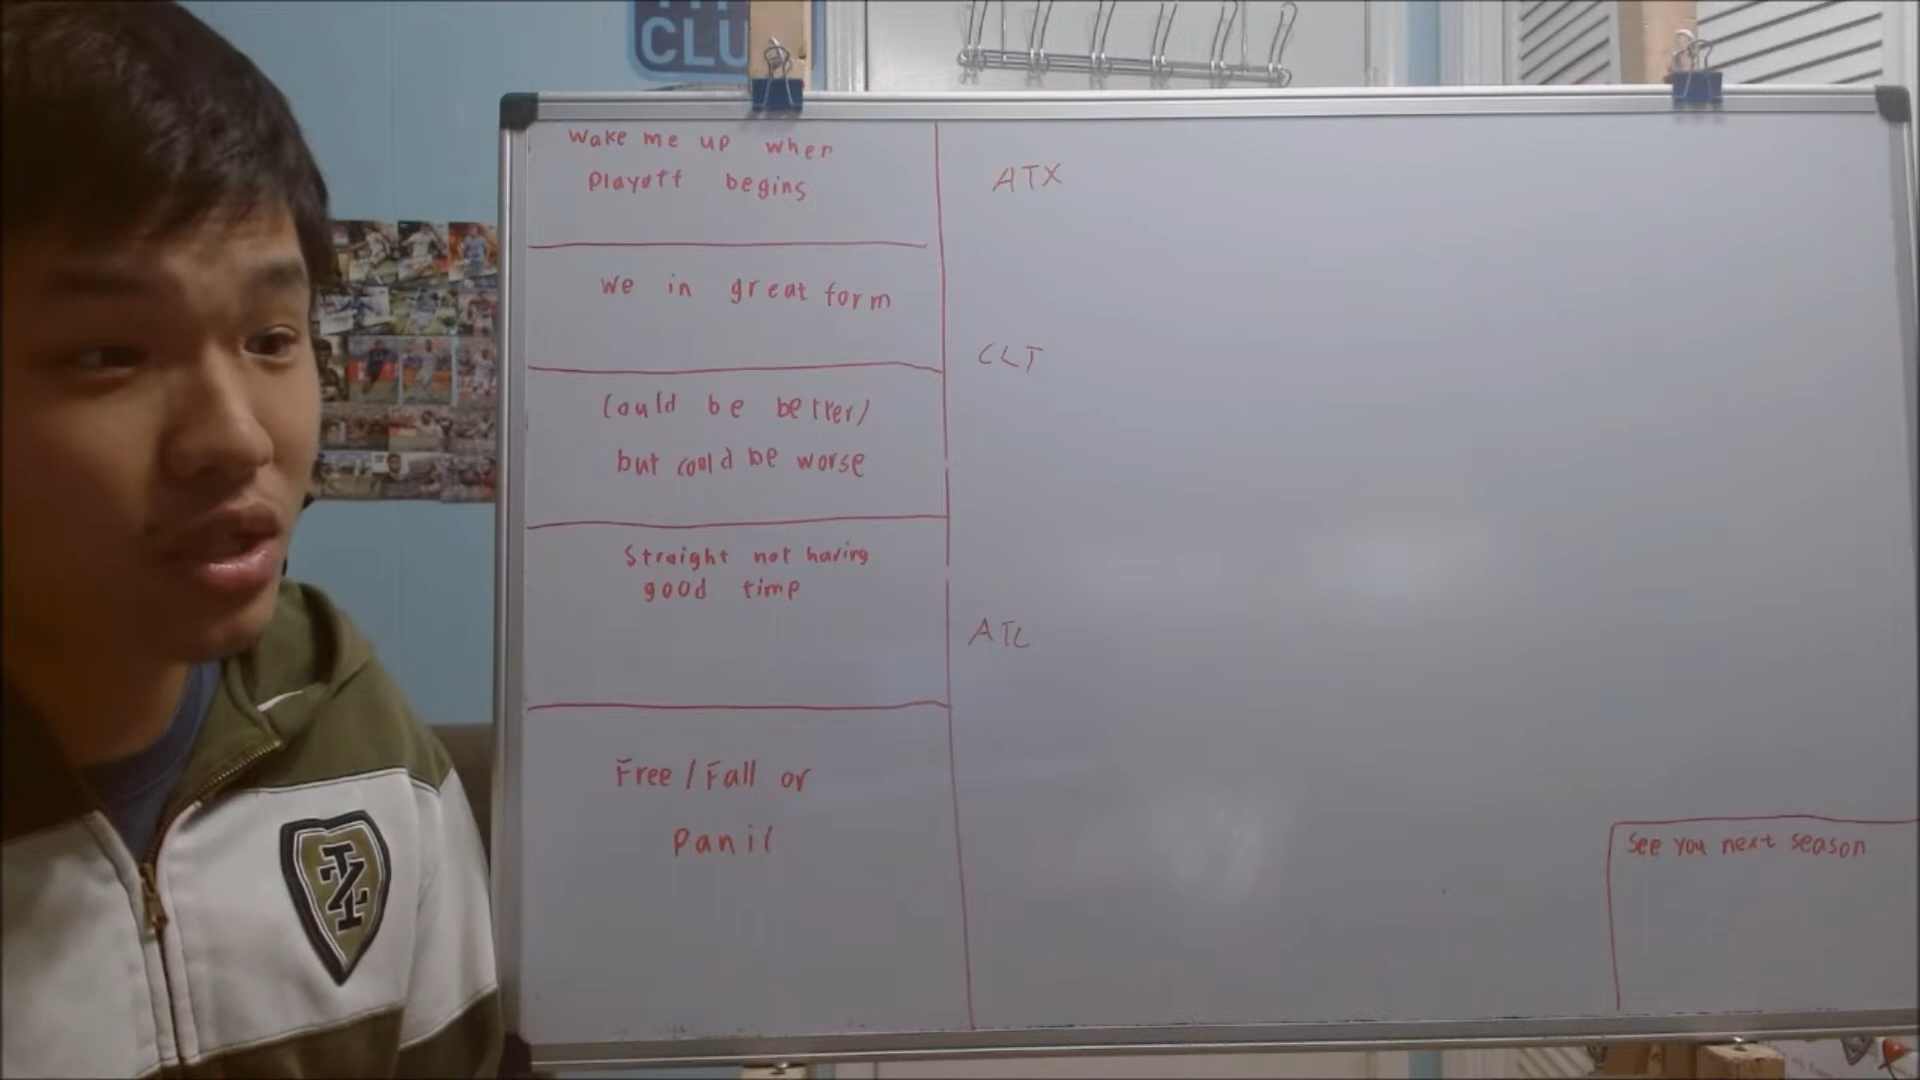 CLU
Wake me up when
Playoff begins
ATX
We in great form
CLT
Could be better/
but could be worse
Straight not having
good time
ATL
Free/Fall or
Panic
See you next season